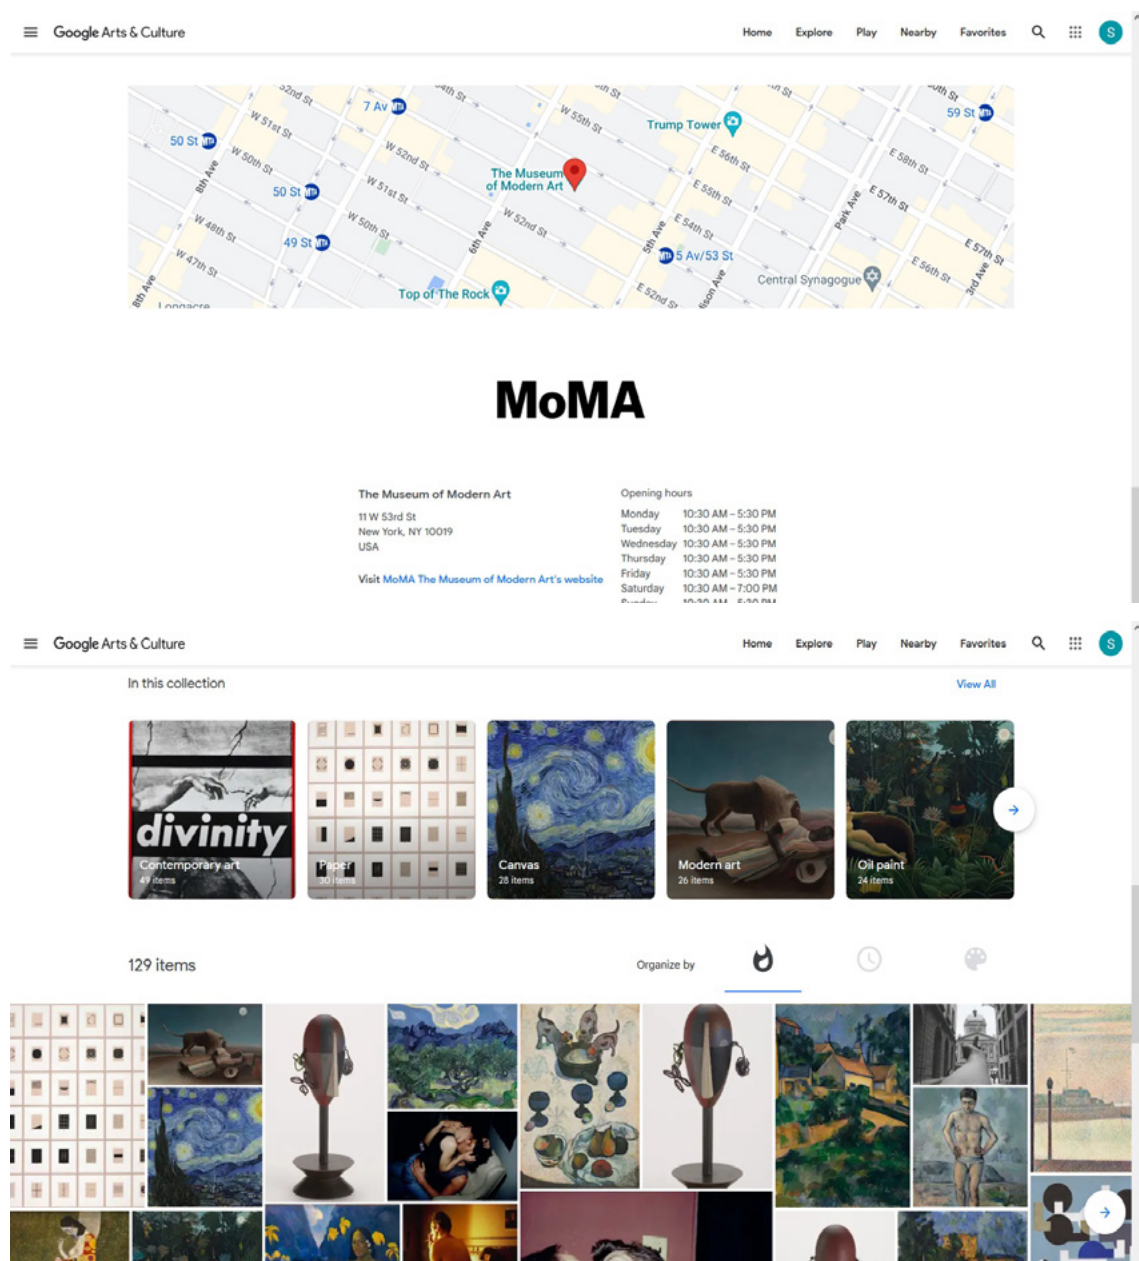 Google Arts & Culture
Home Explore Play Nearby Favorites
S
52nd St
7 Av
W 51st St
W 55th St
Trump Tower
59 St
50 St
W 50th St
W 52nd St
E 56th St
E 58th St
8th Ave
50 St
W 51st St
The Museum
of Modern Art
E 55th St
Park Ave
E 57th St
W 48th St
W 50th St
W 52nd St
49 St
6th Ave
5th Ave
E 54th St
5 Av/53 St
W 47th St
E 57th St
E 56th St
Central Synagogue
8th Ave
Top of The Rock
E 52nd St
3rd Ave
MoMA
The Museum of Modern Art
11 W 53rd St
New York, NY 10019
USA
Visit MoMA The Museum of Modern Art's website
Opening hours
Monday 10:30 AM – 5:30 PM
Tuesday 10:30 AM – 5:30 PM
Wednesday 10:30 AM – 5:30 PM
Thursday 10:30 AM – 5:30 PM
Friday 10:30 AM – 5:30 PM
Saturday 10:30 AM – 7:00 PM
Google Arts & Culture
Home Explore Play Nearby Favorites
S
In this collection
View All
divinity
Contemporary art
49 items
Paper
30 items
Canvas
28 items
Modern art
26 items
Oil paint
24 items
129 items
Organize by